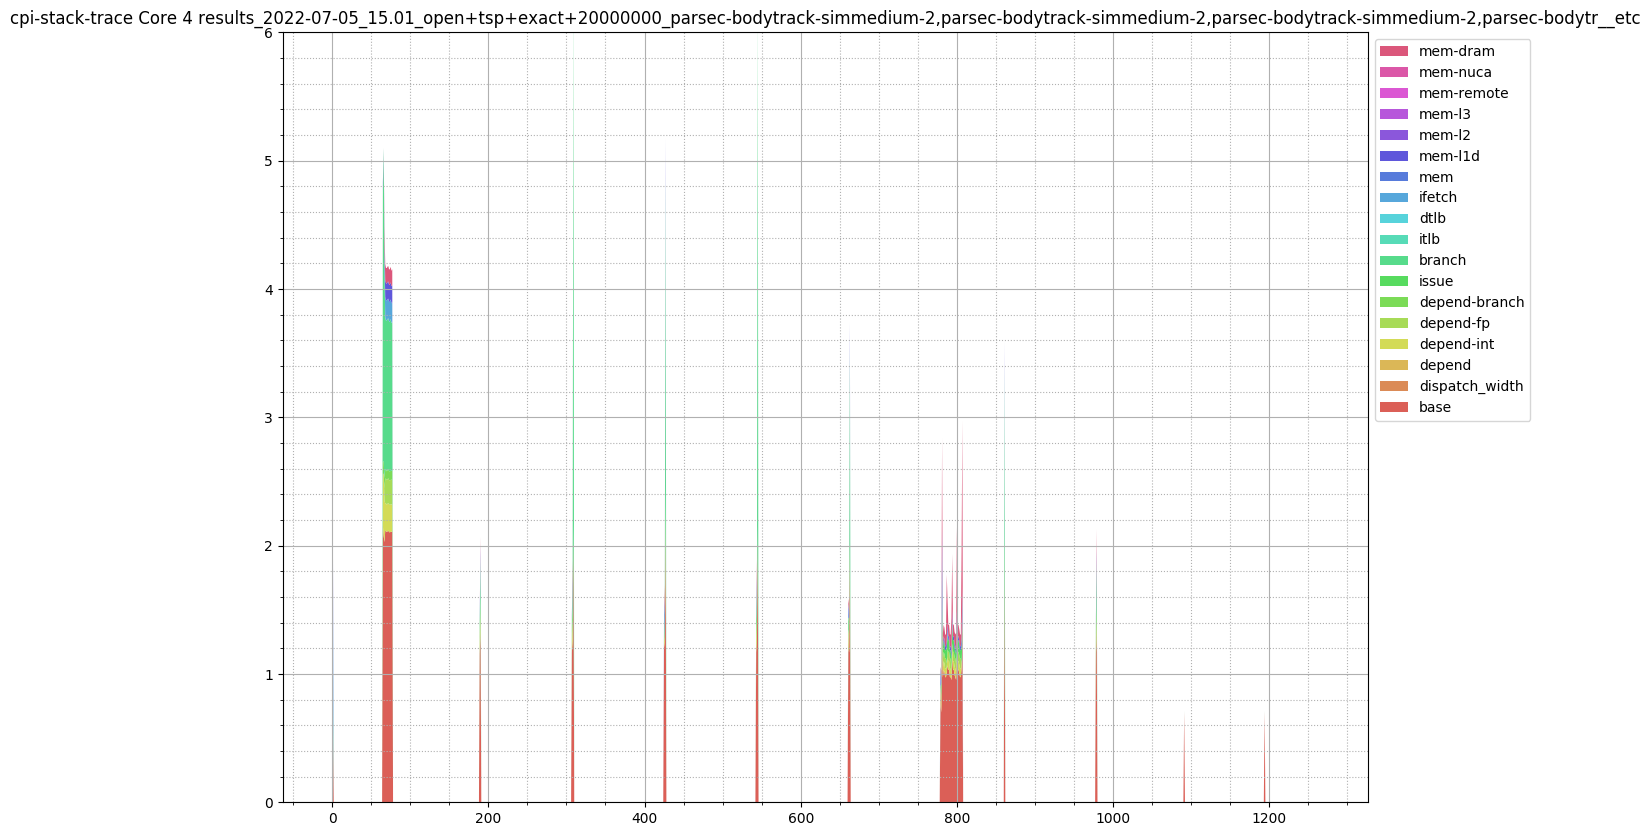 cpi-stack-trace Core 4 results_2022-07-05_15.01_open+tsp+exact+20000000_parsec-bodytrack-simmedium-2,parsec-bodytrack-simmedium-2,parsec-bodytrack-simmedium-2,parsec-bodytr__etc
6
5
4
3
2
1
0
0 200 400 600 800 1000 1200
mem-dram
mem-nuca
mem-remote
mem-l3
mem-l2
mem-l1d
mem
ifetch
dtlb
itlb
branch
issue
depend-branch
depend-fp
depend-int
depend
dispatch_width
base